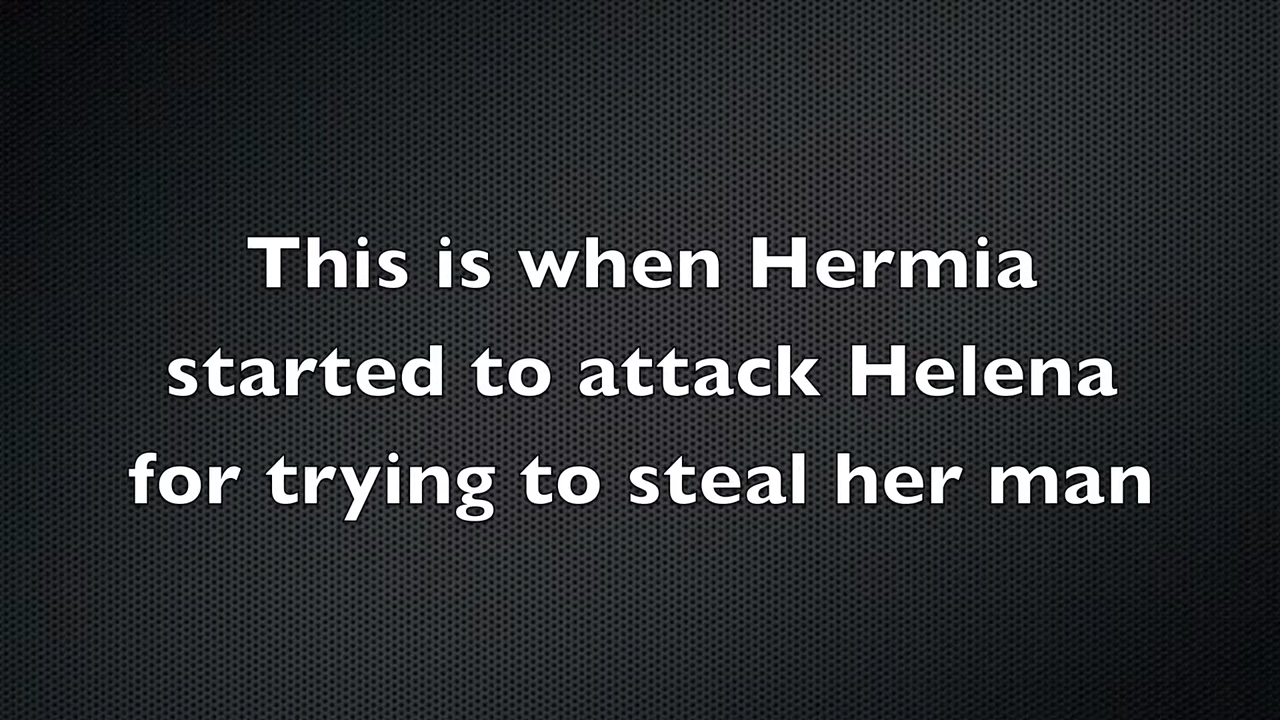 This is when Hermia
started to attack Helena
for trying to steal her man